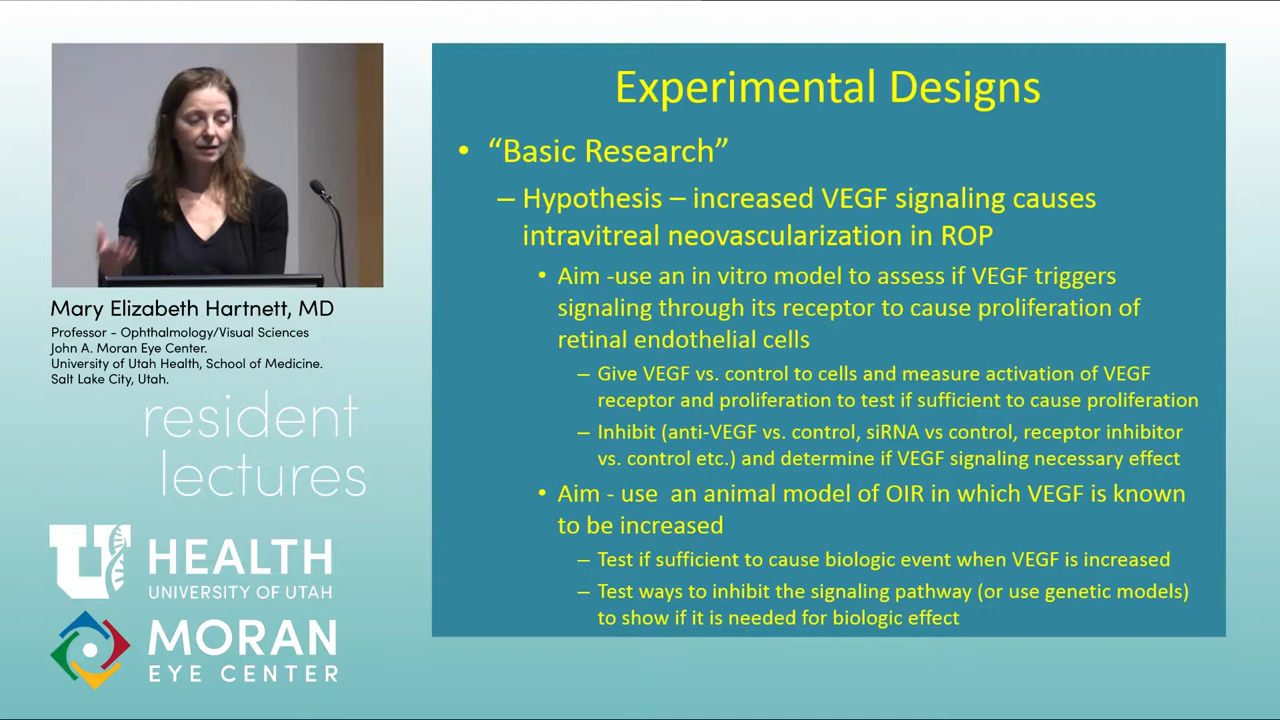 Experimental Designs
• “Basic Research”
– Hypothesis – increased VEGF signaling causes
intravitreal neovascularization in ROP
• Aim -use an in vitro model to assess if VEGF triggers
signaling through its receptor to cause proliferation of
retinal endothelial cells
– Give VEGF vs. control to cells and measure activation of VEGF
receptor and proliferation to test if sufficient to cause proliferation
– Inhibit (anti-VEGF vs. control, siRNA vs control, receptor inhibitor
vs. control etc.) and determine if VEGF signaling necessary effect
• Aim - use  an animal model of OIR in which VEGF is known
to be increased
– Test if sufficient to cause biologic event when VEGF is increased
– Test ways to inhibit the signaling pathway (or use genetic models)
to show if it is needed for biologic effect
Mary Elizabeth Hartnett, MD
Professor - Ophthalmology/Visual Sciences
John A. Moran Eye Center.
University of Utah Health, School of Medicine.
Salt Lake City, Utah.
resident
lectures
U HEALTH
UNIVERSITY OF UTAH
MORAN
EYE CENTER